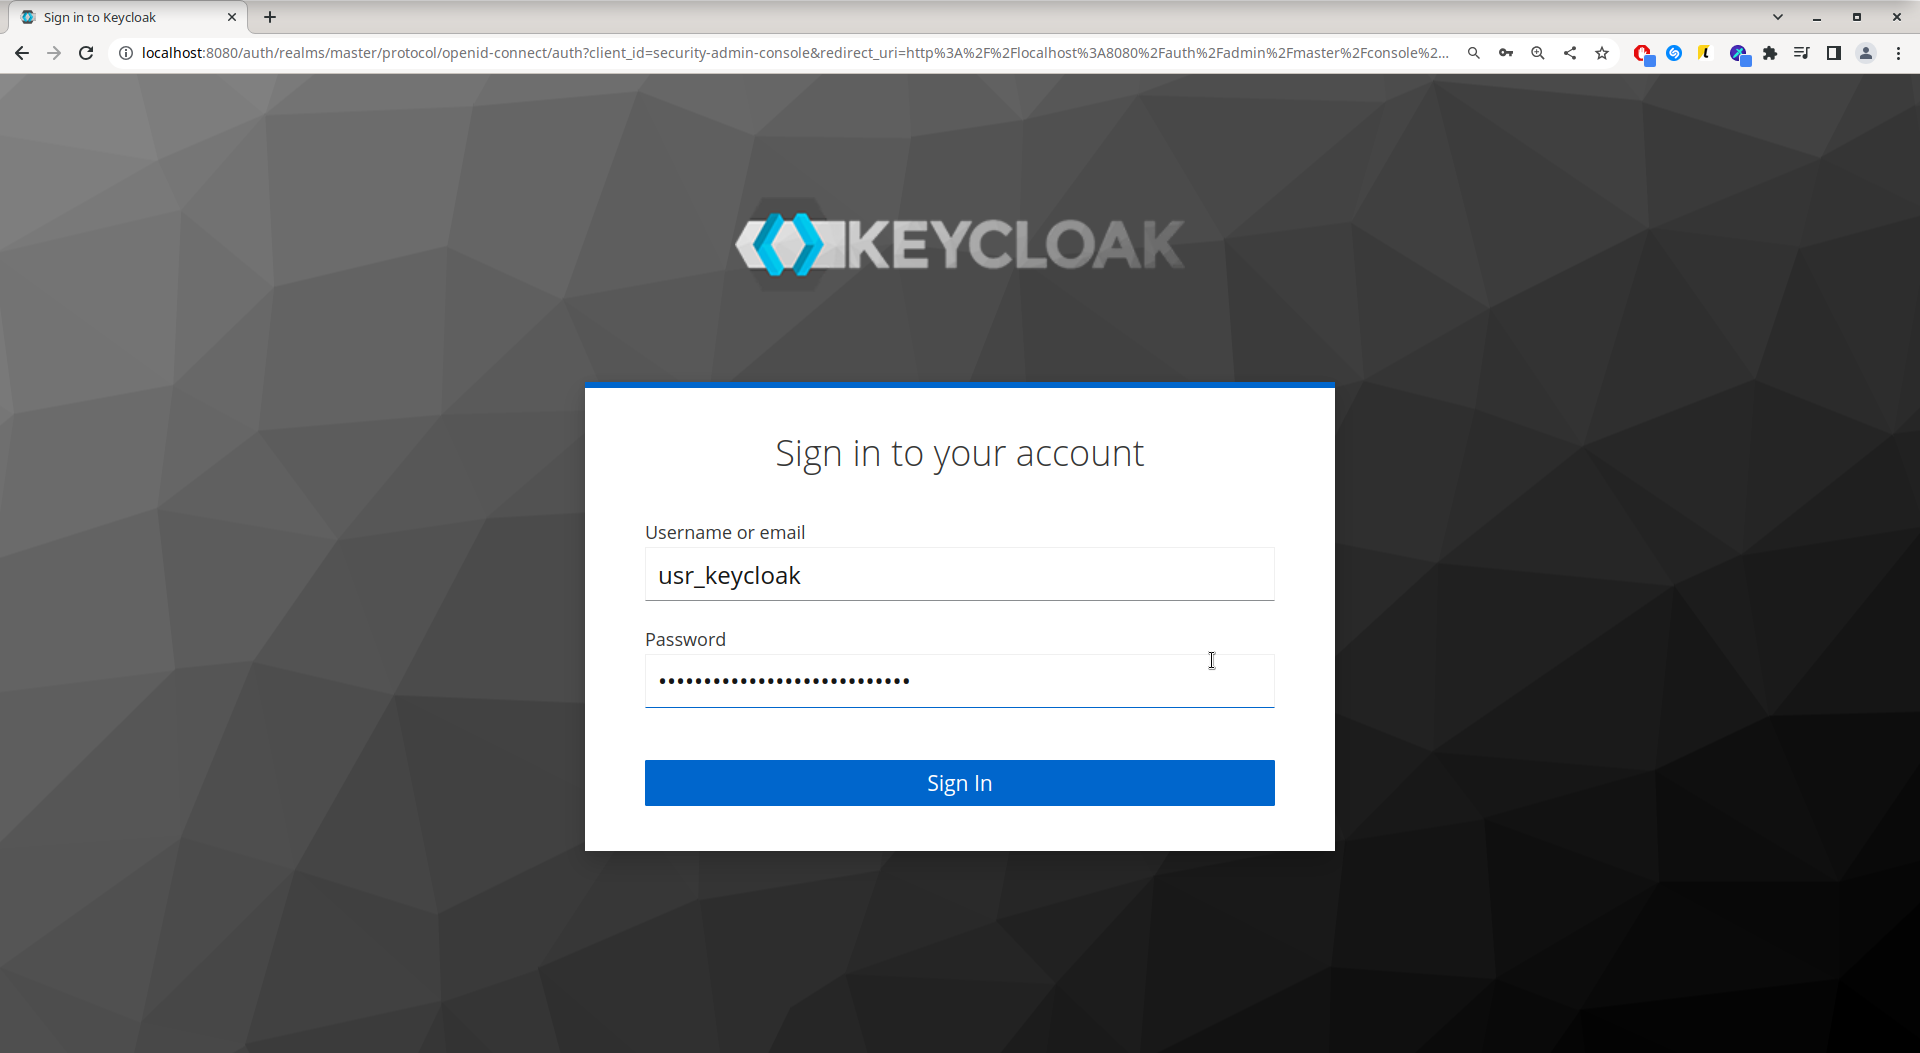 Sign in to Keycloak
localhost:8080/auth/realms/master/protocol/openid-connect/auth?client_id=security-admin-console&redirect_uri=http%3A%2F%2Flocalhost%3A8080%2Fauth%2Fadmin%2Fmaster%2Fconsole%2...
KEYCLOAK
Sign in to your account
Username or email
usr_keycloak
Password
••••••••••••••••••••••••••••
Sign In